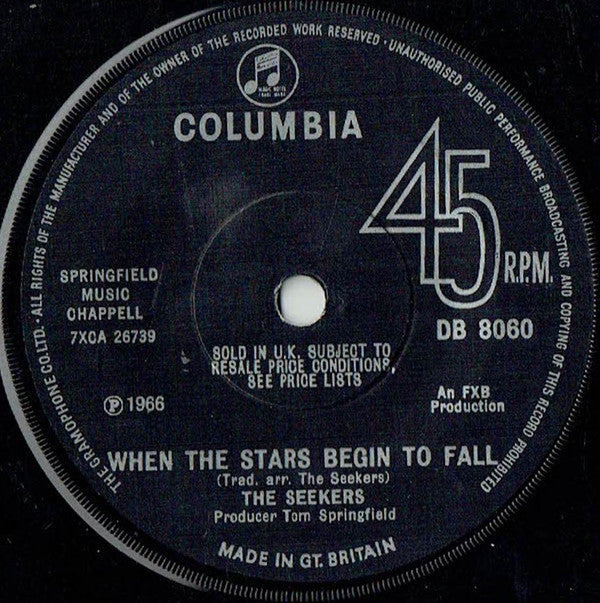 THE GRAMOPHONE CO. LTD. · ALL RIGHTS OF THE MANUFACTURER AND OF THE OWNER OF THE RECORDED WORK RESERVED · UNAUTHORISED PUBLIC PERFORMANCE BROADCASTING AND COPYING OF THIS RECORD PROHIBITED
COLUMBIA
45
R.P.M.
DB 8060
SPRINGFIELD
MUSIC
CHAPPELL
7XCA 26739
SOLD IN U.K. SUBJECT TO
RESALE PRICE CONDITIONS,
SEE PRICE LISTS
℗ 1966
An FXB
Production
WHEN THE STARS BEGIN TO FALL
(Trad. arr. The Seekers)
THE SEEKERS
Producer Tom Springfield
MADE IN GT. BRITAIN